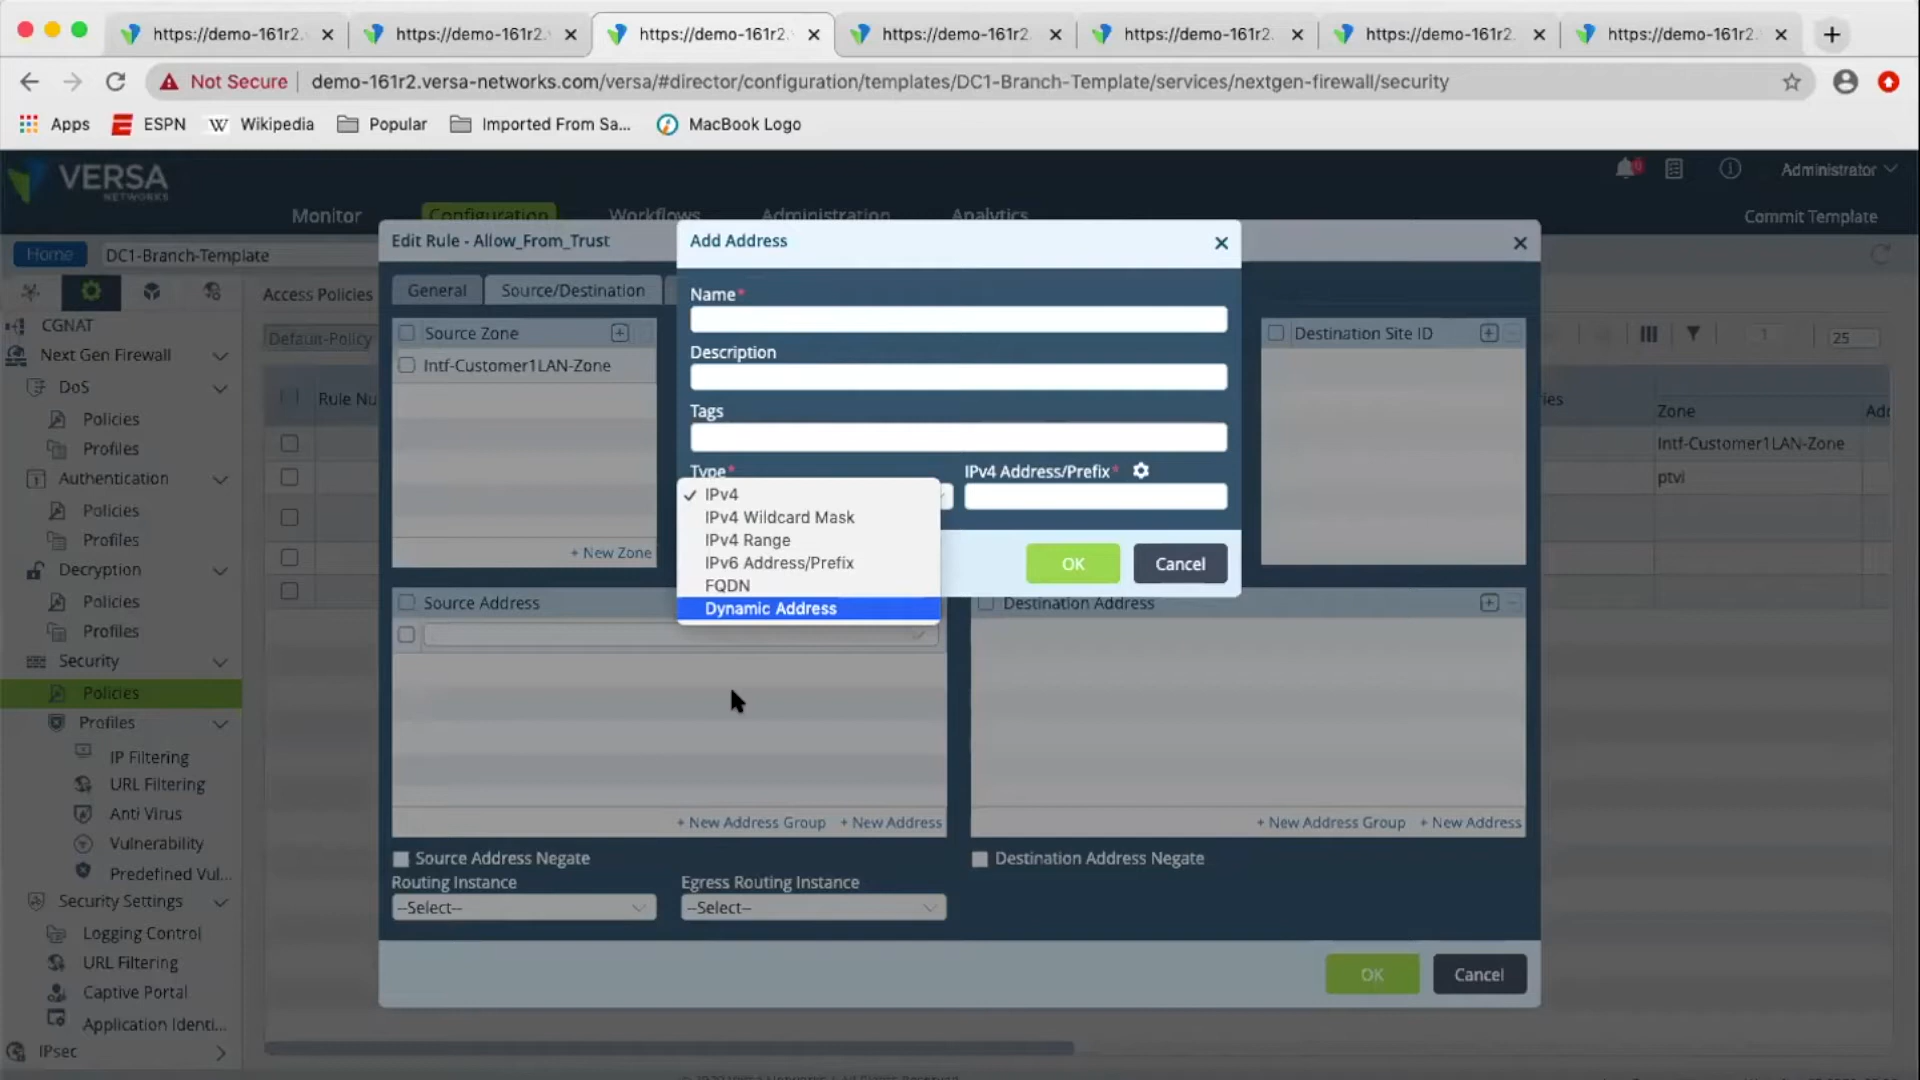 https://demo-161r2.
https://demo-161r2.
https://demo-161r2.
https://demo-161r2.
https://demo-161r2.
https://demo-161r2.
https://demo-161r2.
Not Secure
demo-161r2.versa-networks.com/versa/#director/configuration/templates/DC1-Branch-Template/services/nextgen-firewall/security
Apps
ESPN
W Wikipedia
Popular
Imported From Sa...
MacBook Logo
VERSA
NETWORKS
Administrator
Monitor
Configuration
Workflows
Administration
Analytics
Commit Template
Home
DC1-Branch-Template
CGNAT
Next Gen Firewall
DoS
Policies
Profiles
Authentication
Policies
Profiles
Decryption
Policies
Profiles
Security
Policies
Profiles
IP Filtering
URL Filtering
Anti Virus
Vulnerability
Predefined Vul...
Security Settings
Logging Control
URL Filtering
Captive Portal
Application Identi...
IPsec
Access Policies
Default-Policy
Rule Nu
1
25
ies
Zone
Add
Intf-Customer1LAN-Zone
ptvi
Edit Rule - Allow_From_Trust
General
Source/Destination
Source Zone
Intf-Customer1LAN-Zone
+ New Zone
Destination Site ID
Source Address
+ New Address Group
+ New Address
Destination Address
+ New Address Group
+ New Address
Source Address Negate
Destination Address Negate
Routing Instance
--Select--
Egress Routing Instance
--Select--
OK
Cancel
Add Address
Name*
Description
Tags
Type*
IPv4 Address/Prefix*
✓ IPv4
IPv4 Wildcard Mask
IPv4 Range
IPv6 Address/Prefix
FQDN
Dynamic Address
OK
Cancel